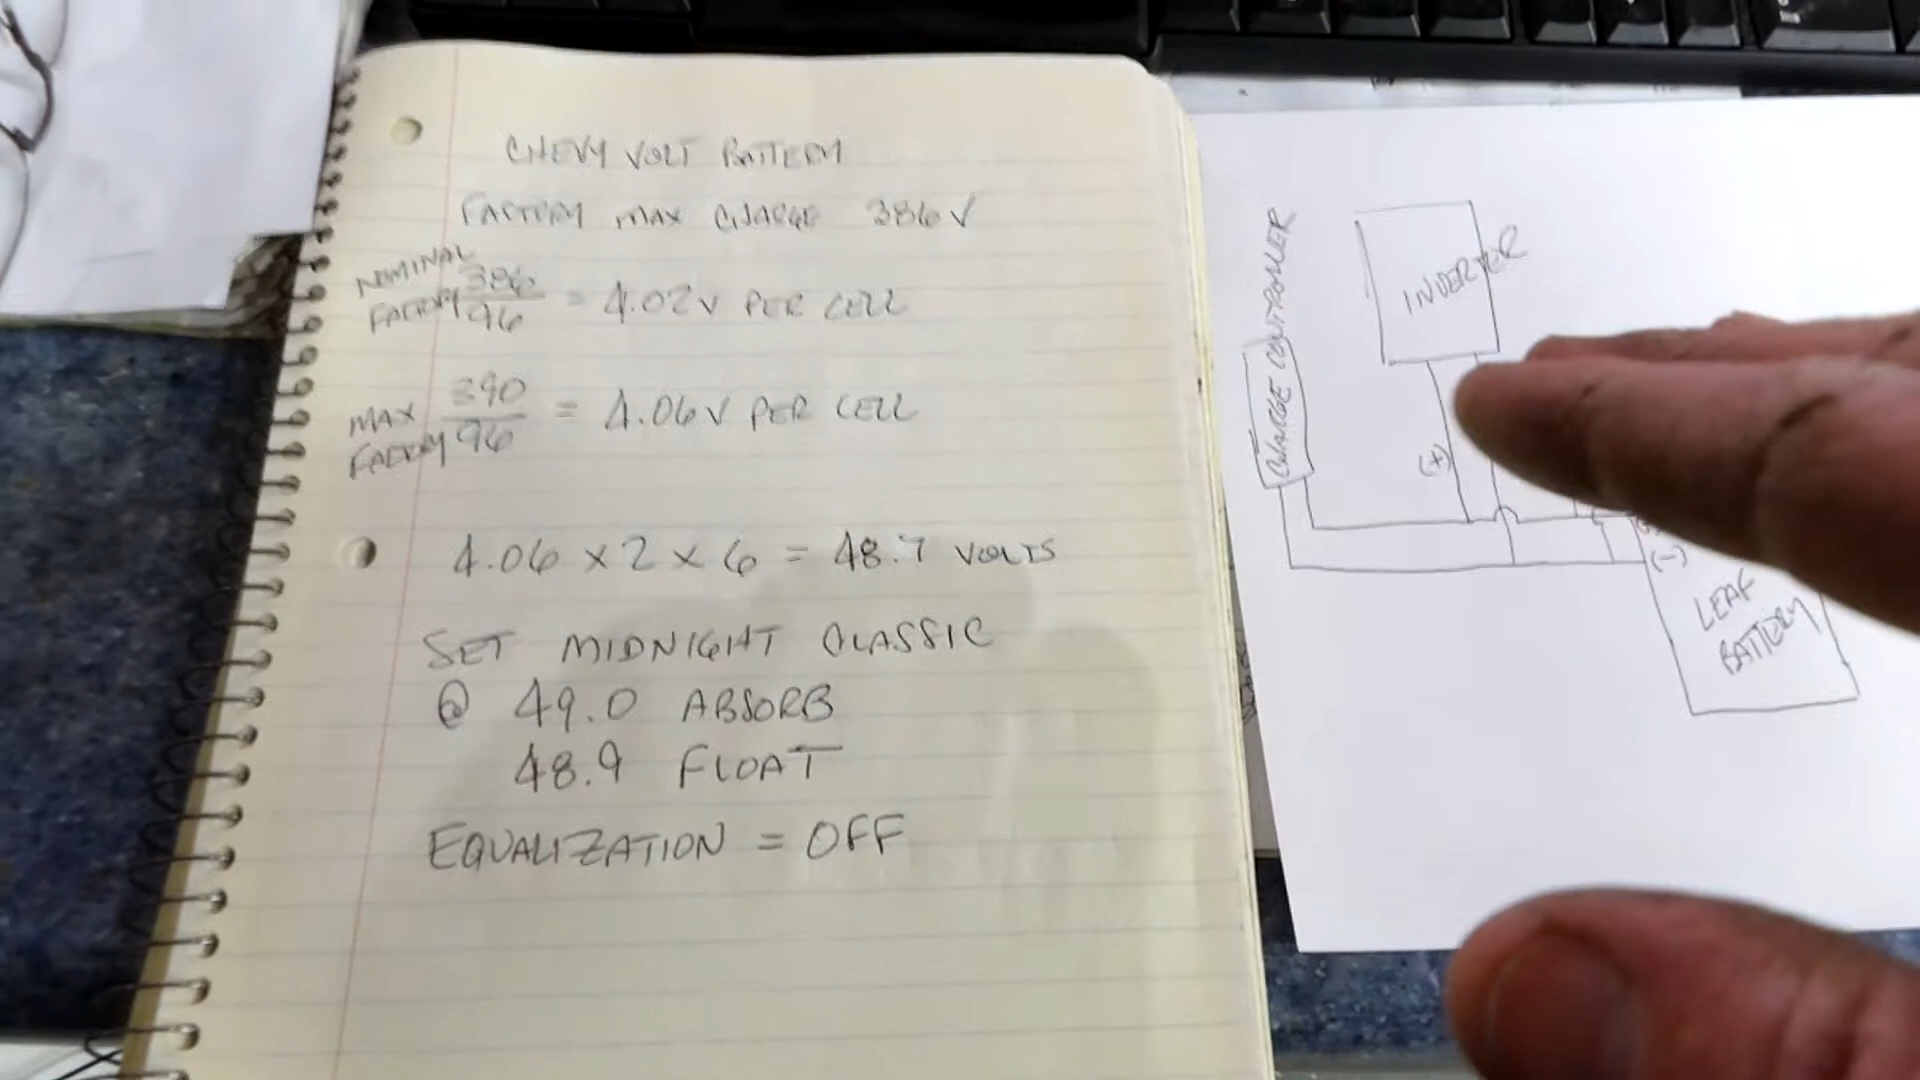 CHEVY VOLT BATTERY
FACTORY MAX CHARGE 386V
NOMINAL FACTORY 386/96 = 4.02V PER CELL
MAX FACTORY 390/96 = 4.06V PER CELL
4.06 x 2 x 6 = 48.7 VOLTS
SET MIDNIGHT CLASSIC
@ 49.0 ABSORB
48.9 FLOAT
EQUALIZATION = OFF
CHARGE CONTROLLER
INVERTER
(+)
(-)
LEAF
BATTERY